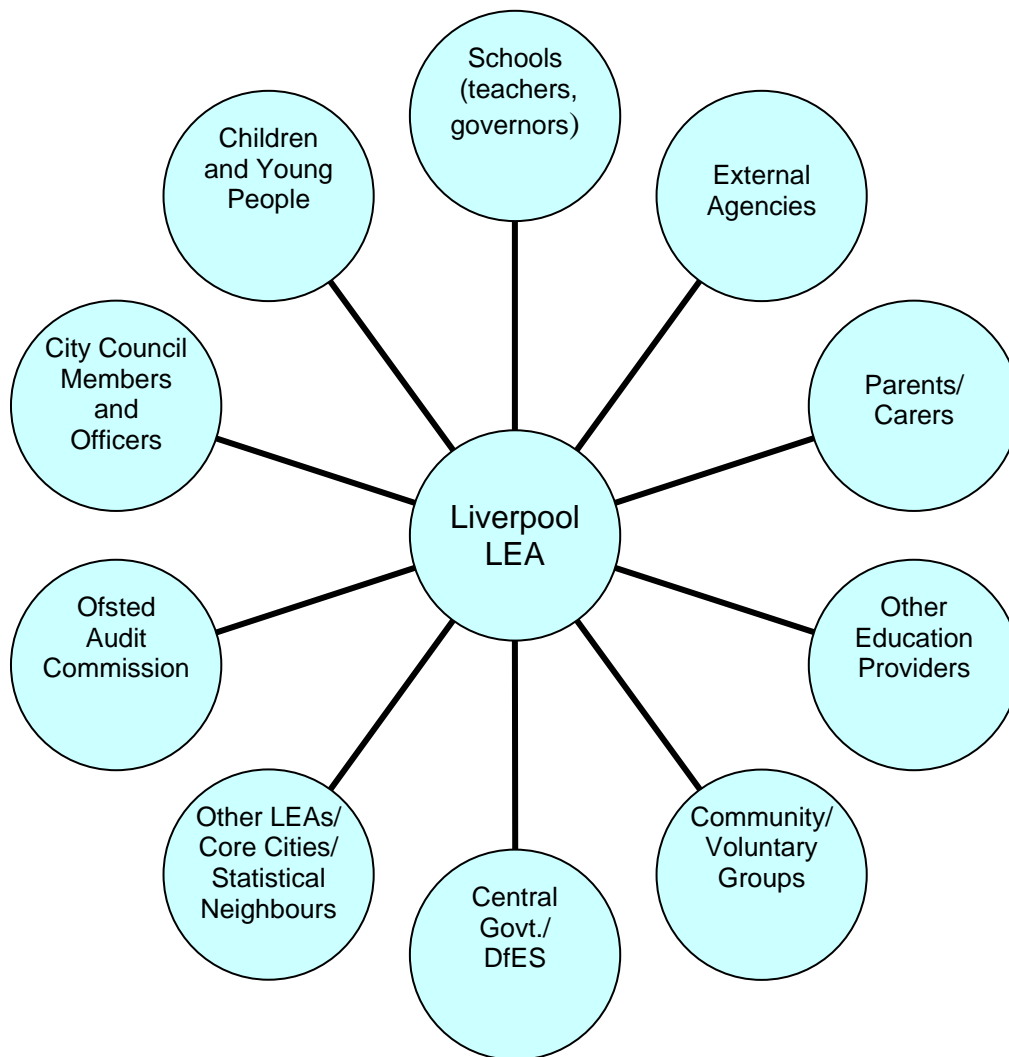 Schools
(teachers,
governors)
External
Agencies
Parents/
Carers
Other
Education
Providers
Community/
Voluntary
Groups
Central
Govt./
DfES
Other LEAs/
Core Cities/
Statistical
Neighbours
Ofsted
Audit
Commission
City Council
Members
and
Officers
Children
and Young
People
Liverpool
LEA